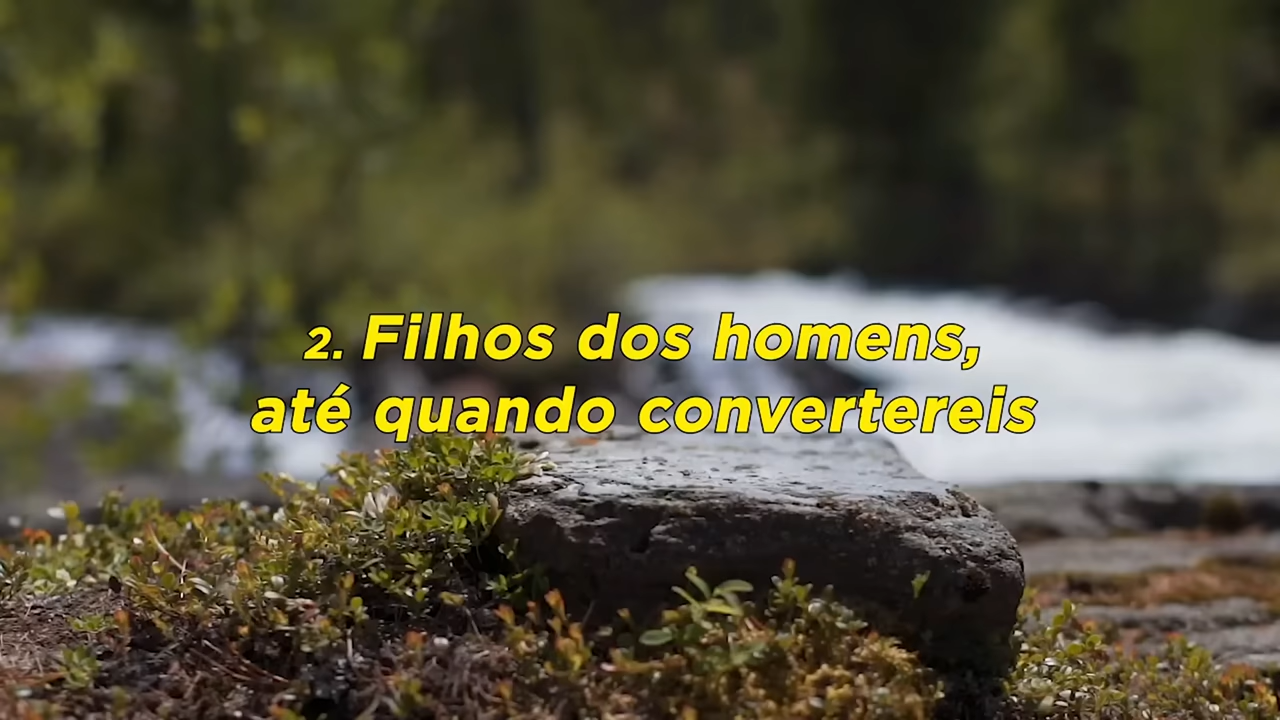 2. Filhos dos homens,
até quando convertereis